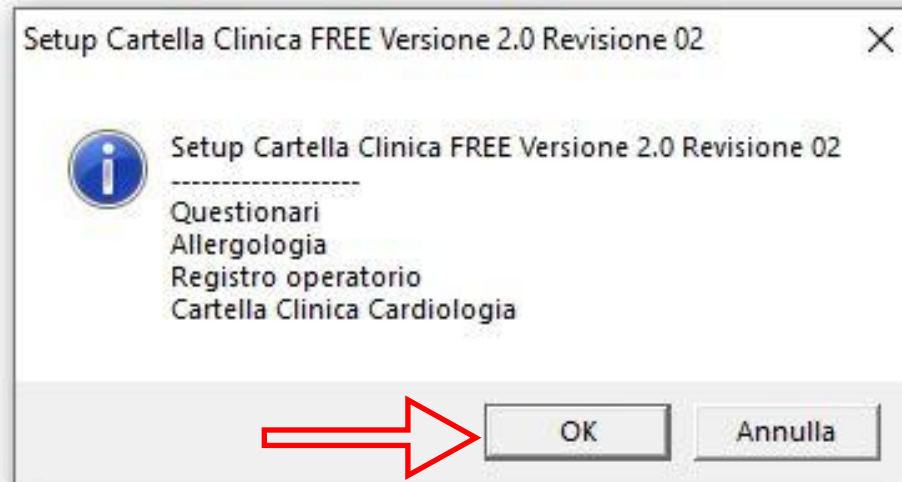 Setup Cartella Clinica FREE Versione 2.0 Revisione 02
Setup Cartella Clinica FREE Versione 2.0 Revisione 02
-------------------
Questionari
Allergologia
Registro operatorio
Cartella Clinica Cardiologia
OK
Annulla